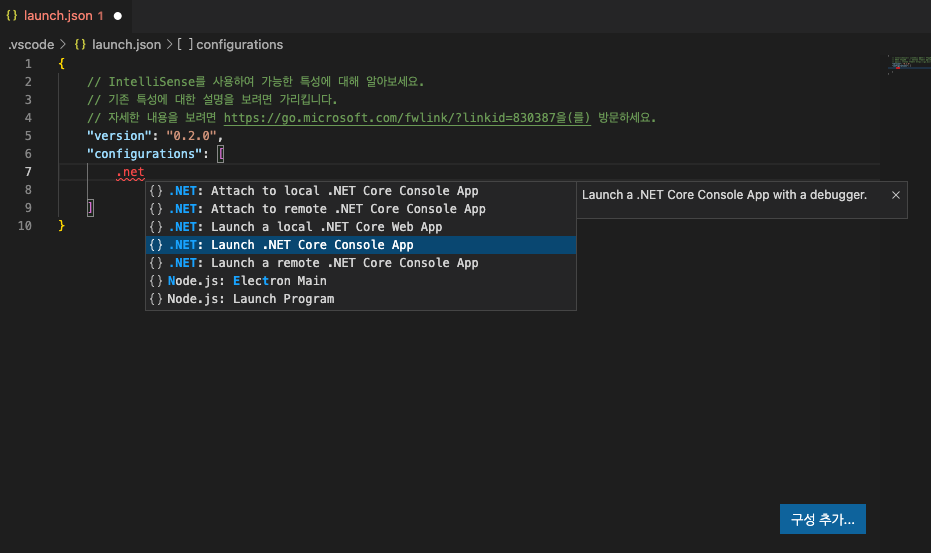 {} launch.json 1 ●
.vscode > {} launch.json > [ ] configurations
1 {
2 // IntelliSense를 사용하여 가능한 특성에 대해 알아보세요.
3 // 기존 특성에 대한 설명을 보려면 가리킵니다.
4 // 자세한 내용을 보려면 https://go.microsoft.com/fwlink/?linkid=830387을(를) 방문하세요.
5 "version": "0.2.0",
6 "configurations": [
7 .net
8
9 ]
10 }
{} .NET: Attach to local .NET Core Console App
{} .NET: Attach to remote .NET Core Console App
{} .NET: Launch a local .NET Core Web App
{} .NET: Launch .NET Core Console App
{} .NET: Launch a remote .NET Core Console App
{} Node.js: Electron Main
{} Node.js: Launch Program
Launch a .NET Core Console App with a debugger. ×
구성 추가...